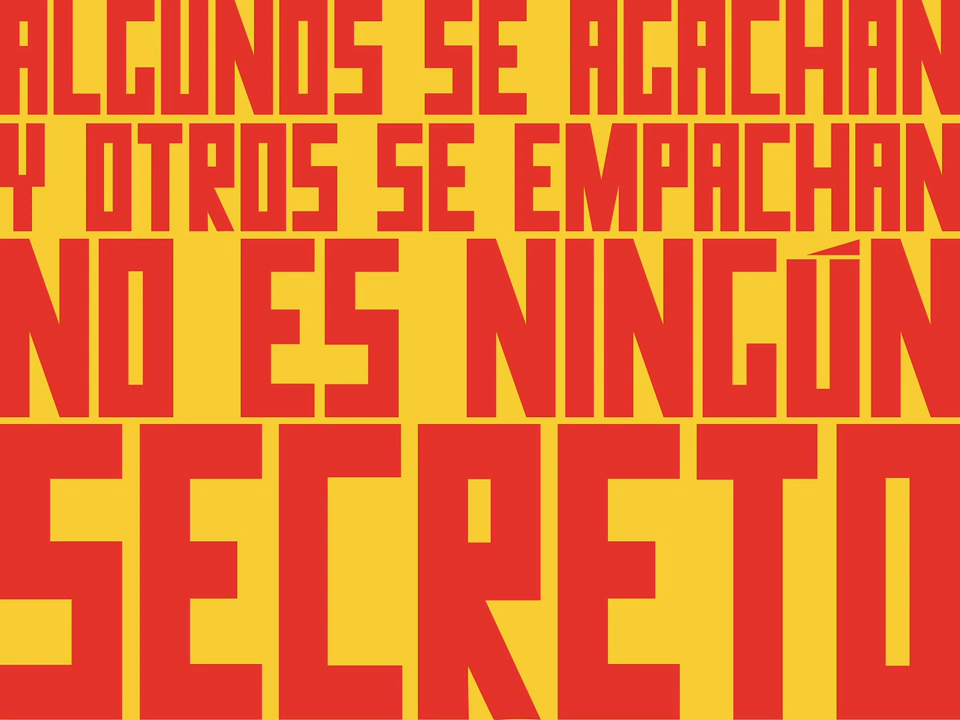 ALGUNOS SE AGACHAN
Y OTROS SE EMPACHAN
NO ES NINGÚN
SECRETO